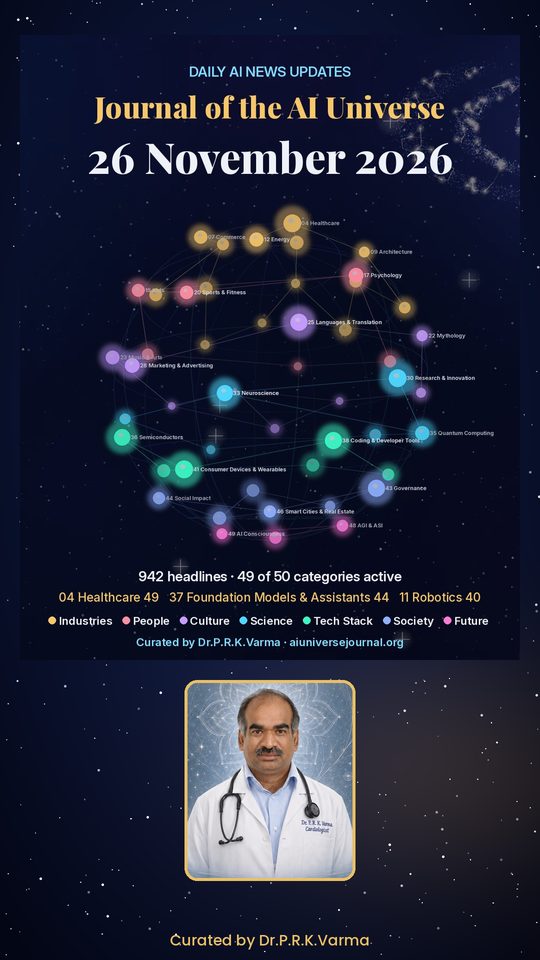 DAILY AI NEWS UPDATES
Journal of the AI Universe
26 November 2026
04 Healthcare
07 Commerce
12 Energy
09 Architecture
17 Psychology
20 Sports & Fitness
25 Languages & Translation
22 Mythology
28 Marketing & Advertising
30 Research & Innovation
33 Neuroscience
35 Quantum Computing
36 Semiconductors
38 Coding & Developer Tools
41 Consumer Devices & Wearables
43 Governance
44 Social Impact
46 Smart Cities & Real Estate
48 AGI & ASI
49 AI Consciousness
942 headlines · 49 of 50 categories active
04 Healthcare 49 37 Foundation Models & Assistants 44 11 Robotics 40
Industries People Culture Science Tech Stack Society Future
Curated by Dr.P.R.K.Varma · aiuniversejournal.org
Dr. P. R. K. Varma
Cardiologist
Curated by Dr.P.R.K.Varma